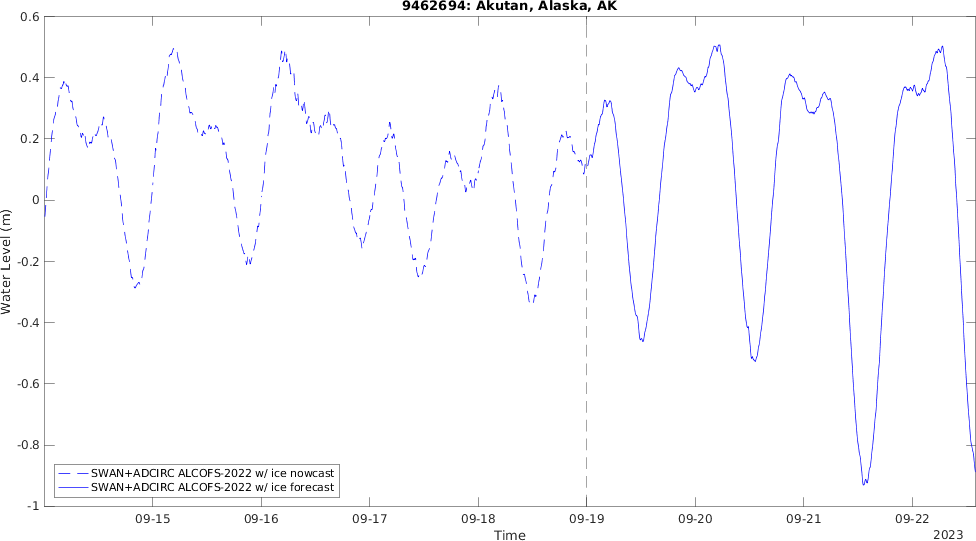 9462694: Akutan, Alaska, AK
0.6
0.4
0.2
0
-0.2
-0.4
-0.6
-0.8
-1
Water Level (m)
SWAN+ADCIRC ALCOFS-2022 w/ ice nowcast
SWAN+ADCIRC ALCOFS-2022 w/ ice forecast
09-15 09-16 09-17 09-18 09-19 09-20 09-21 09-22
Time
2023